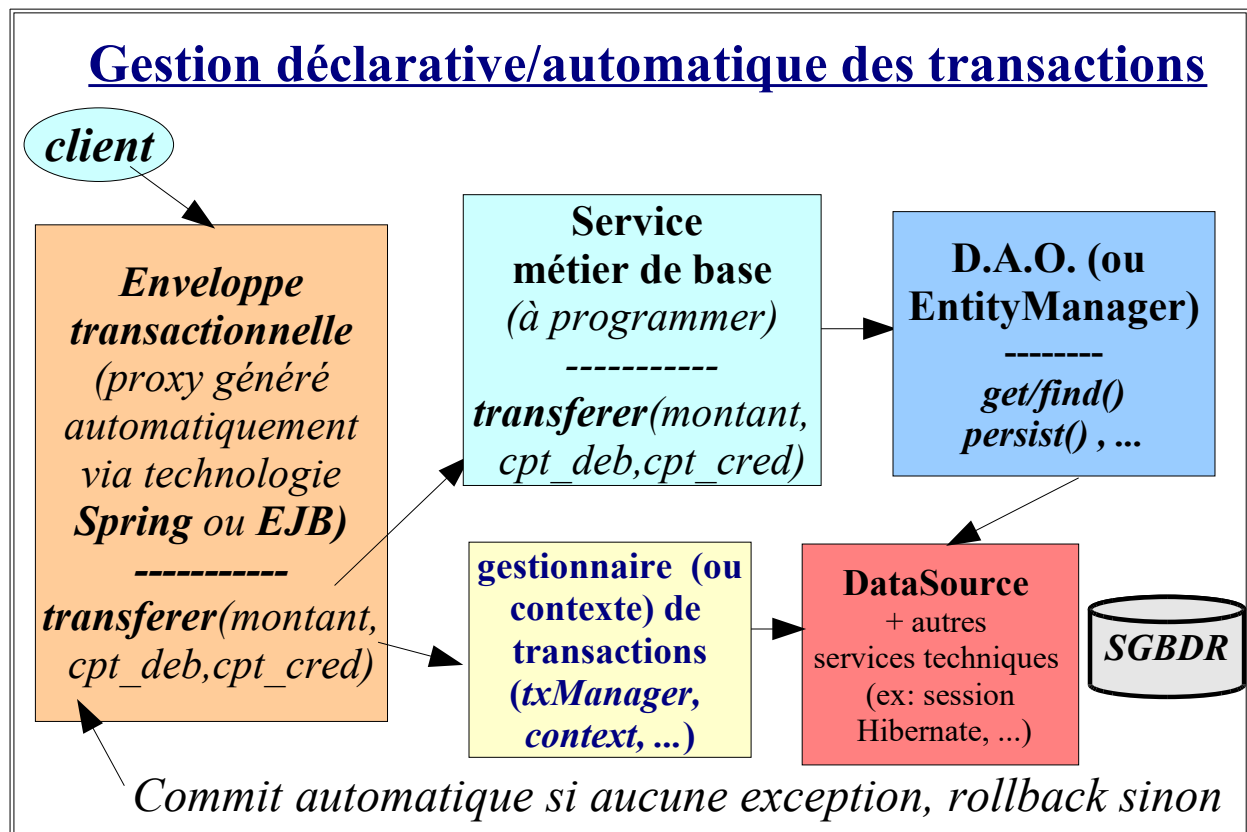 Gestion déclarative/automatique des transactions
client
Enveloppe
transactionnelle
(proxy généré
automatiquement
via technologie
Spring ou EJB)
-----------
transferer(montant,
cpt_deb,cpt_cred)
Service
métier de base
(à programmer)
-----------
transferer(montant,
cpt_deb,cpt_cred)
D.A.O. (ou
EntityManager)
--------
get/find()
persist() , ...
gestionnaire (ou
contexte) de
transactions
(txManager,
context, ...)
DataSource
+ autres
services techniques
(ex: session
Hibernate, ...)
SGBDR
Commit automatique si aucune exception, rollback sinon